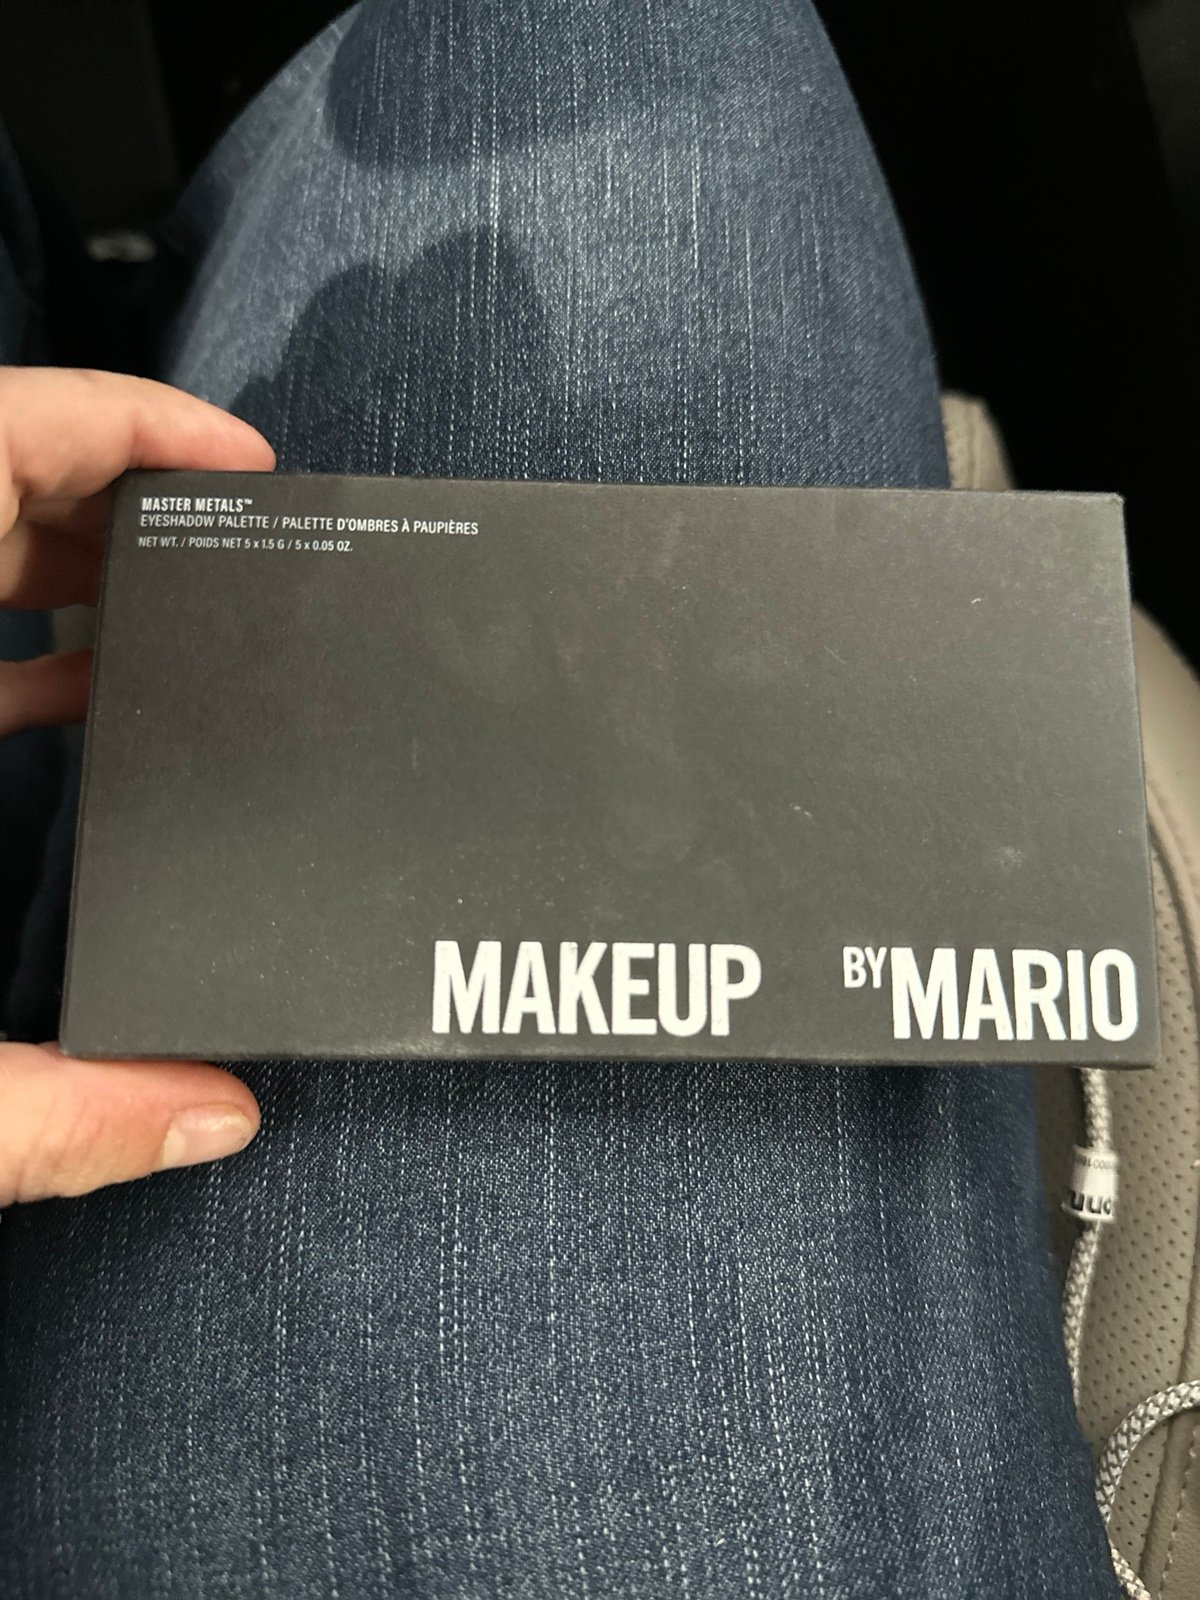 MASTER METALS™
EYESHADOW PALETTE / PALETTE D'OMBRES À PAUPIÈRES
NET WT. / POIDS NET 5 x 1.5 G / 5 x 0.05 OZ.
MAKEUP BY MARIO